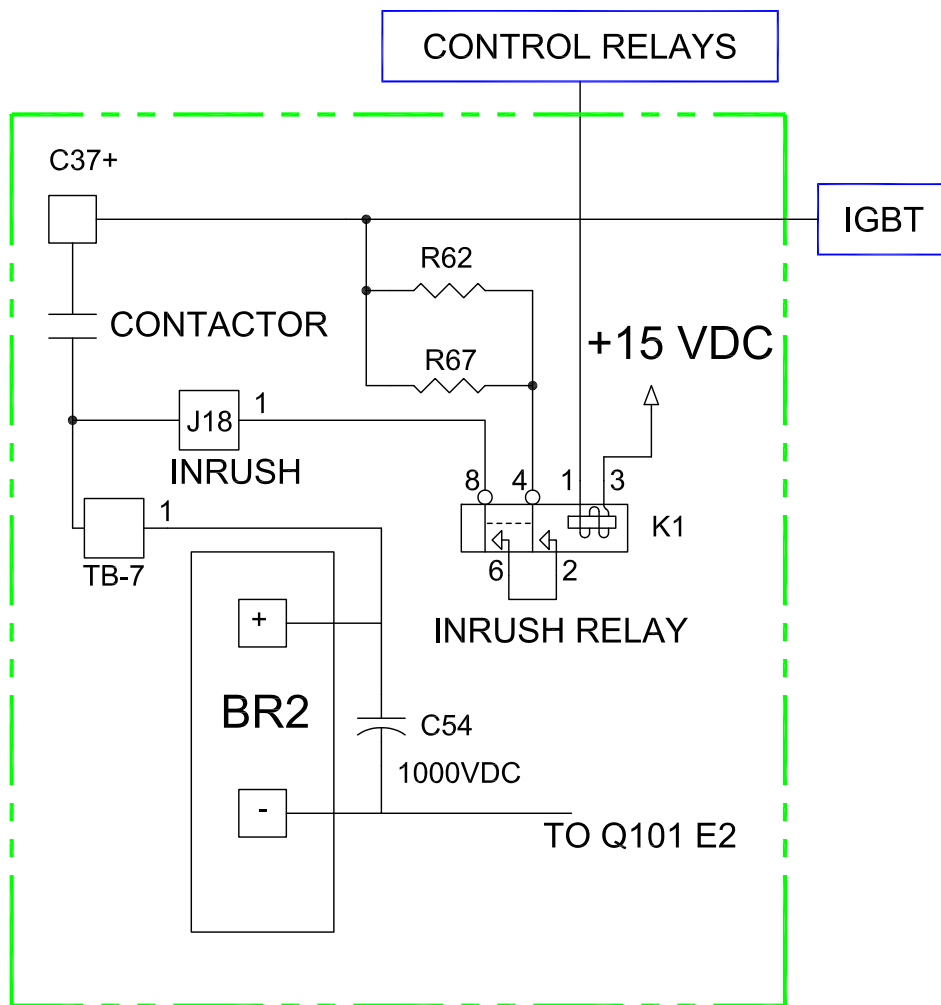 CONTROL RELAYS
C37+
IGBT
R62
CONTACTOR
+15 VDC
R67
1
J18
INRUSH
8
4
1
3
1
K1
TB-7
6
2
+
INRUSH RELAY
BR2
C54
1000VDC
-
TO Q101 E2